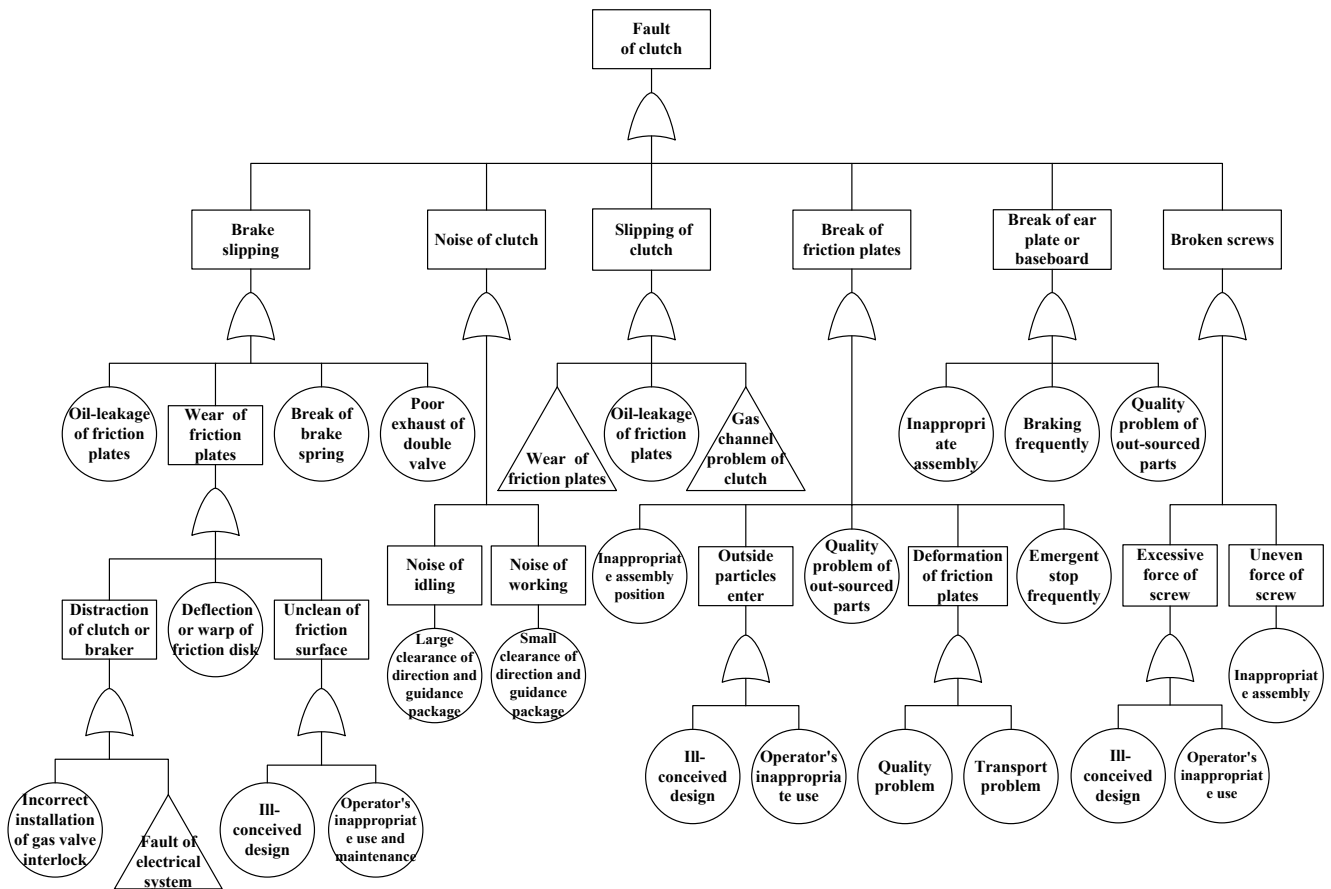 Fault
of clutch
Brake
slipping
Noise of clutch
Slipping of
clutch
Break of
friction plates
Break of ear
plate or
baseboard
Broken screws
Oil-leakage
of friction
plates
Wear of
friction
plates
Break of
brake
spring
Poor
exhaust of
double
valve
Wear of
friction plates
Oil-leakage
of friction
plates
Gas
channel
problem of
clutch
Inappropri
ate
assembly
Braking
frequently
Quality
problem of
out-sourced
parts
Noise of
idling
Noise of
working
Inappropriat
e assembly
position
Outside
particles
enter
Quality
problem of
out-sourced
parts
Deformation
of friction
plates
Emergent
stop
frequently
Excessive
force of
screw
Uneven
force of
screw
Distraction
of clutch or
braker
Deflection
or warp of
friction disk
Unclean of
friction
surface
Large
clearance of
direction and
guidance
package
Small
clearance of
direction and
guidance
package
Inappropriat
e assembly
Ill-
conceived
design
Operator's
inappropria
te use
Quality
problem
Transport
problem
Ill-
conceived
design
Operator's
inappropriat
e use
Incorrect
installation
of gas valve
interlock
Fault of
electrical
system
Ill-
conceived
design
Operator's
inappropriat
e use and
maintenance